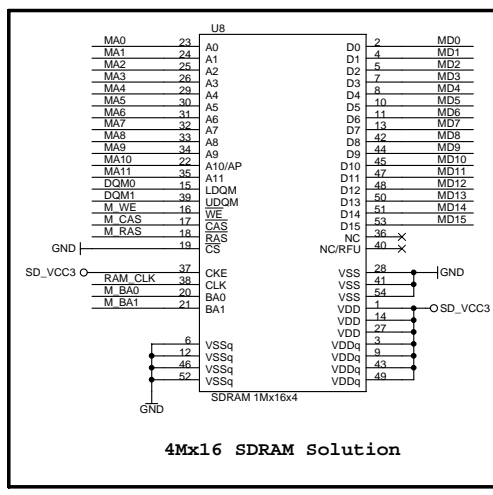 U8
MA0 23 A0 D0 2 MD0
MA1 24 A1 D1 4 MD1
MA2 25 A2 D2 5 MD2
MA3 26 A3 D3 7 MD3
MA4 29 A4 D4 8 MD4
MA5 30 A5 D5 10 MD5
MA6 31 A6 D6 11 MD6
MA7 32 A7 D7 13 MD7
MA8 33 A8 D8 42 MD8
MA9 34 A9 D9 44 MD9
MA10 22 A10/AP D10 45 MD10
MA11 35 A11 D11 47 MD11
DQM0 15 LDQM D12 48 MD12
DQM1 39 UDQM D13 50 MD13
M_WE 16 WE D14 51 MD14
M_CAS 17 CAS D15 53 MD15
M_RAS 18 RAS NC 36
GND 19 CS NC/RFU 40
SD_VCC3 37 CKE VSS 28 GND
RAM_CLK 38 CLK VSS 41
M_BA0 20 BA0 VSS 54
M_BA1 21 BA1 VDD 1 SD_VCC3
VDD 14
VDD 27
6 VSSq VDDq 3
12 VSSq VDDq 9
46 VSSq VDDq 43
52 VSSq VDDq 49
SDRAM 1Mx16x4
GND
4Mx16 SDRAM Solution